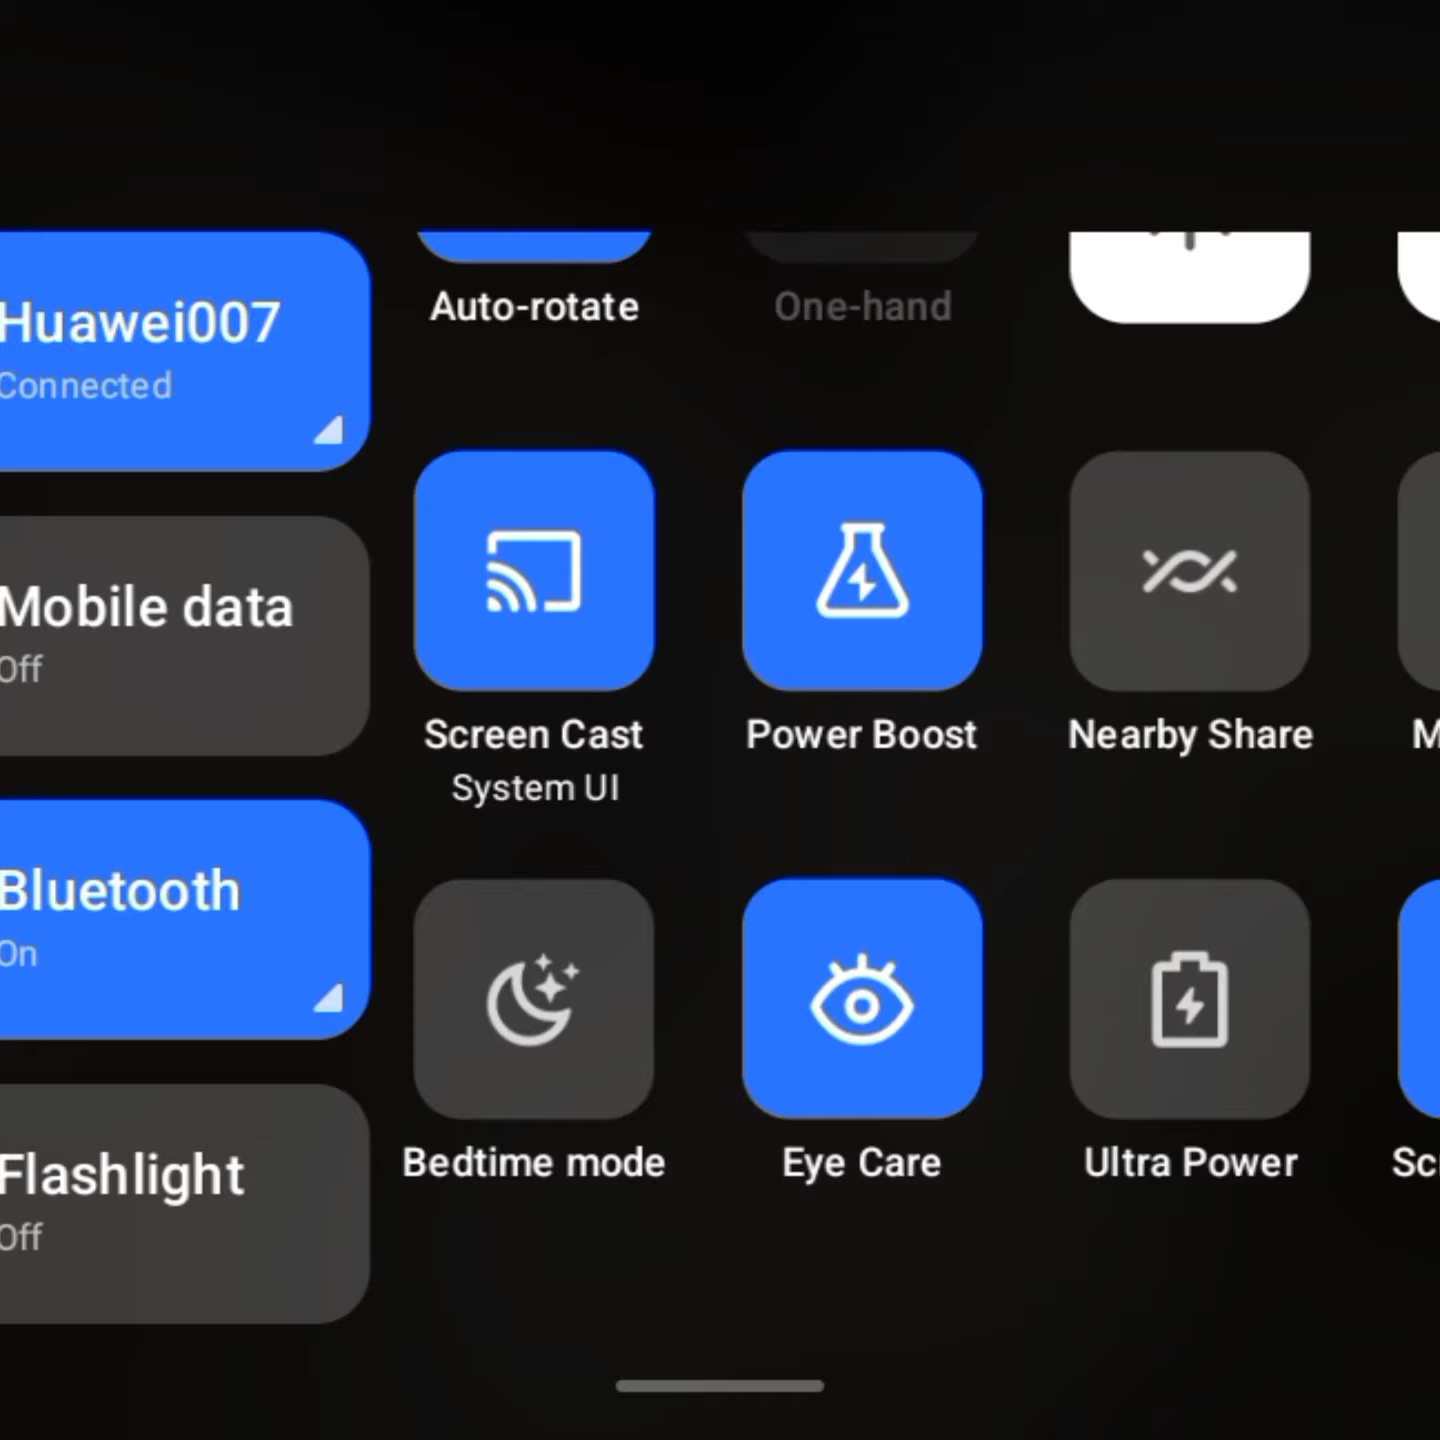 Huawei007
Connected
Mobile data
Off
Bluetooth
On
Flashlight
Off
Auto-rotate
One-hand
Screen Cast
System UI
Power Boost
Nearby Share
Bedtime mode
Eye Care
Ultra Power